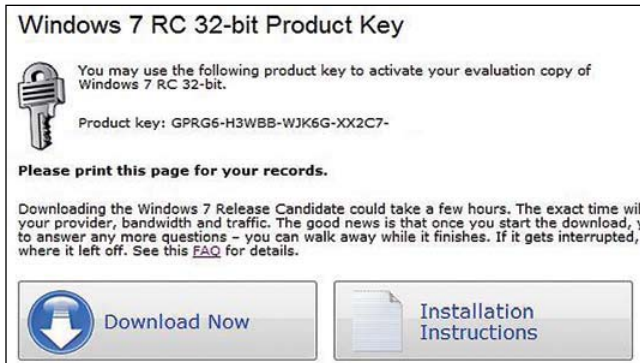 Windows 7 RC 32-bit Product Key
You may use the following product key to activate your evaluation copy of
Windows 7 RC 32-bit.
Product key: GPRG6-H3WBB-WJK6G-XX2C7-
Please print this page for your records.
Downloading the Windows 7 Release Candidate could take a few hours. The exact time wil
your provider, bandwidth and traffic. The good news is that once you start the download, y
to answer any more questions – you can walk away while it finishes. If it gets interrupted,
where it left off. See this FAQ for details.
Download Now
Installation
Instructions